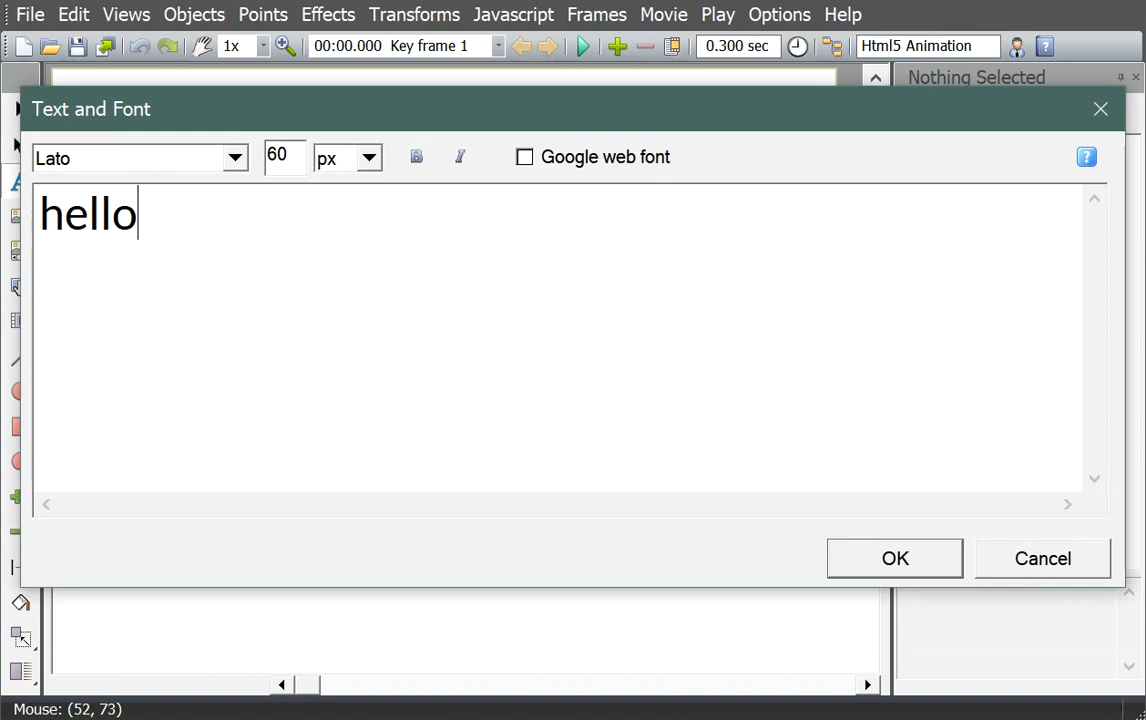 File Edit Views Objects Points Effects Transforms Javascript Frames Movie Play Options Help
1x 00:00.000 Key frame 1 0.300 sec Html5 Animation
Nothing Selected
Text and Font
Lato 60 px B I Google web font
hello
OK Cancel
Mouse: (52, 73)